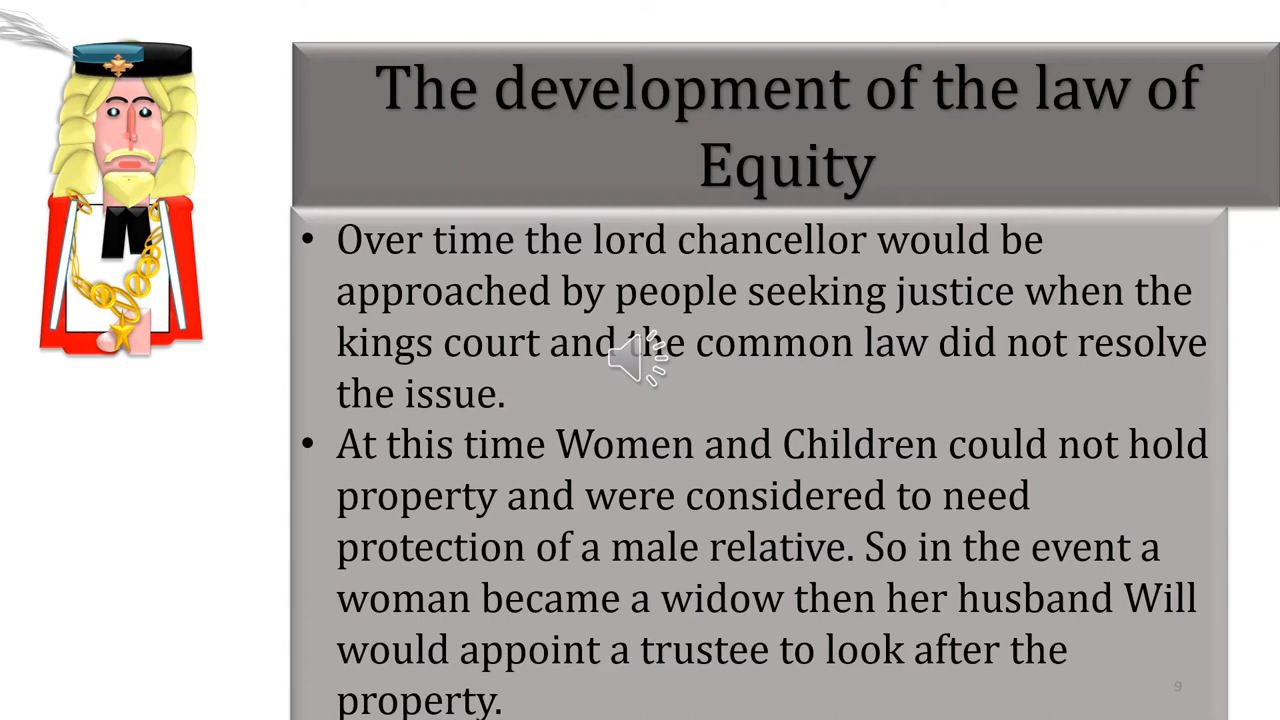 The development of the law of
Equity
• Over time the lord chancellor would be
approached by people seeking justice when the
kings court and the common law did not resolve
the issue.
• At this time Women and Children could not hold
property and were considered to need
protection of a male relative. So in the event a
woman became a widow then her husband Will
would appoint a trustee to look after the
property.
9